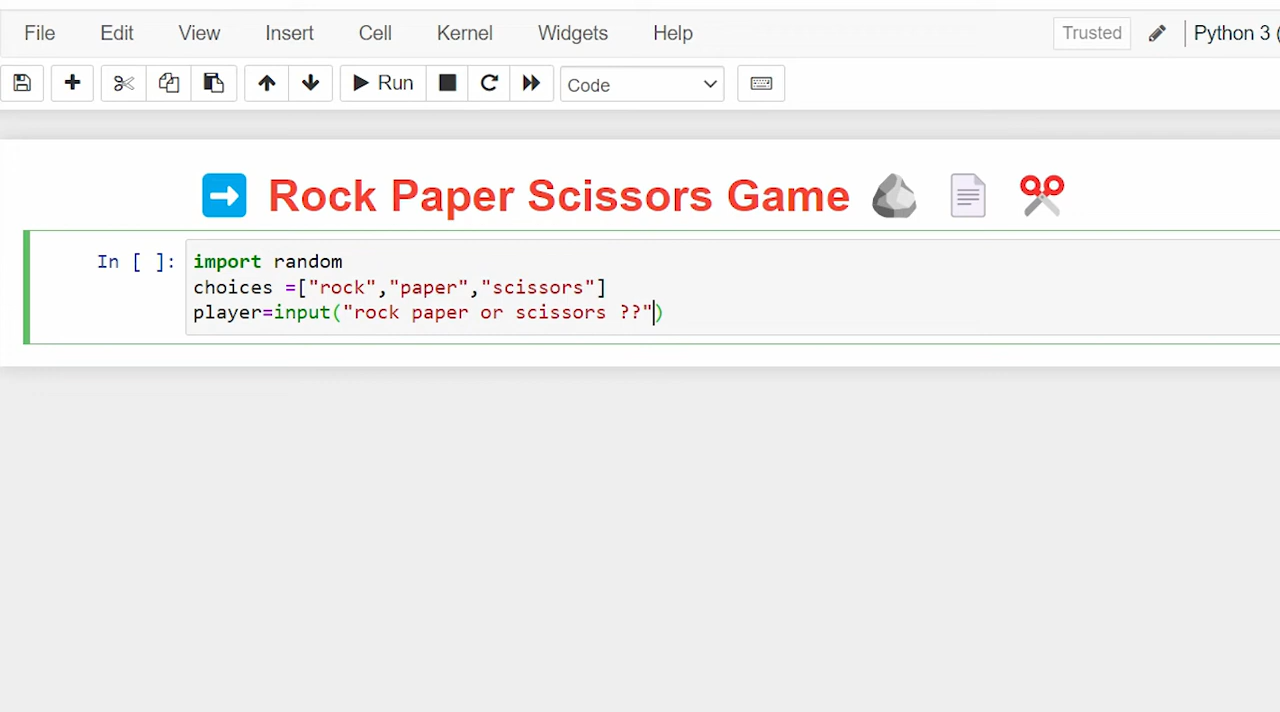 File Edit View Insert Cell Kernel Widgets Help Trusted Python 3 (
Run Code
Rock Paper Scissors Game
In [ ]: import random
choices =["rock","paper","scissors"]
player=input("rock paper or scissors ??")